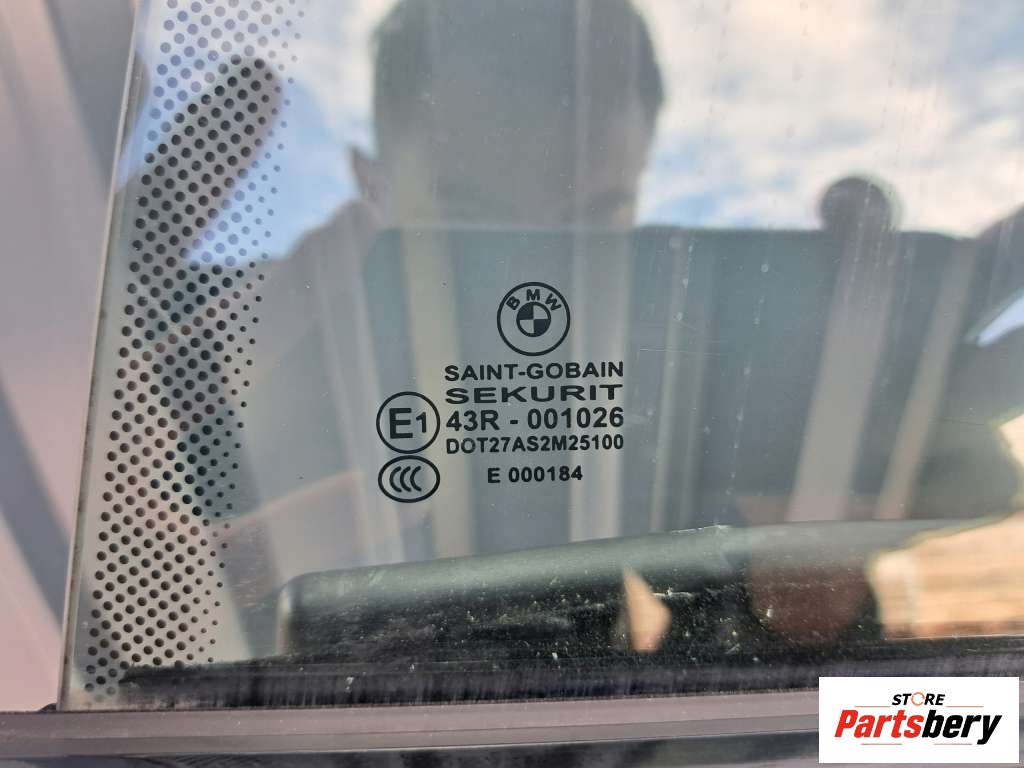 BMW
SAINT-GOBAIN
SEKURIT
E1 43R - 001026
DOT27AS2M25100
CCC E 000184
STORE
Partsbery